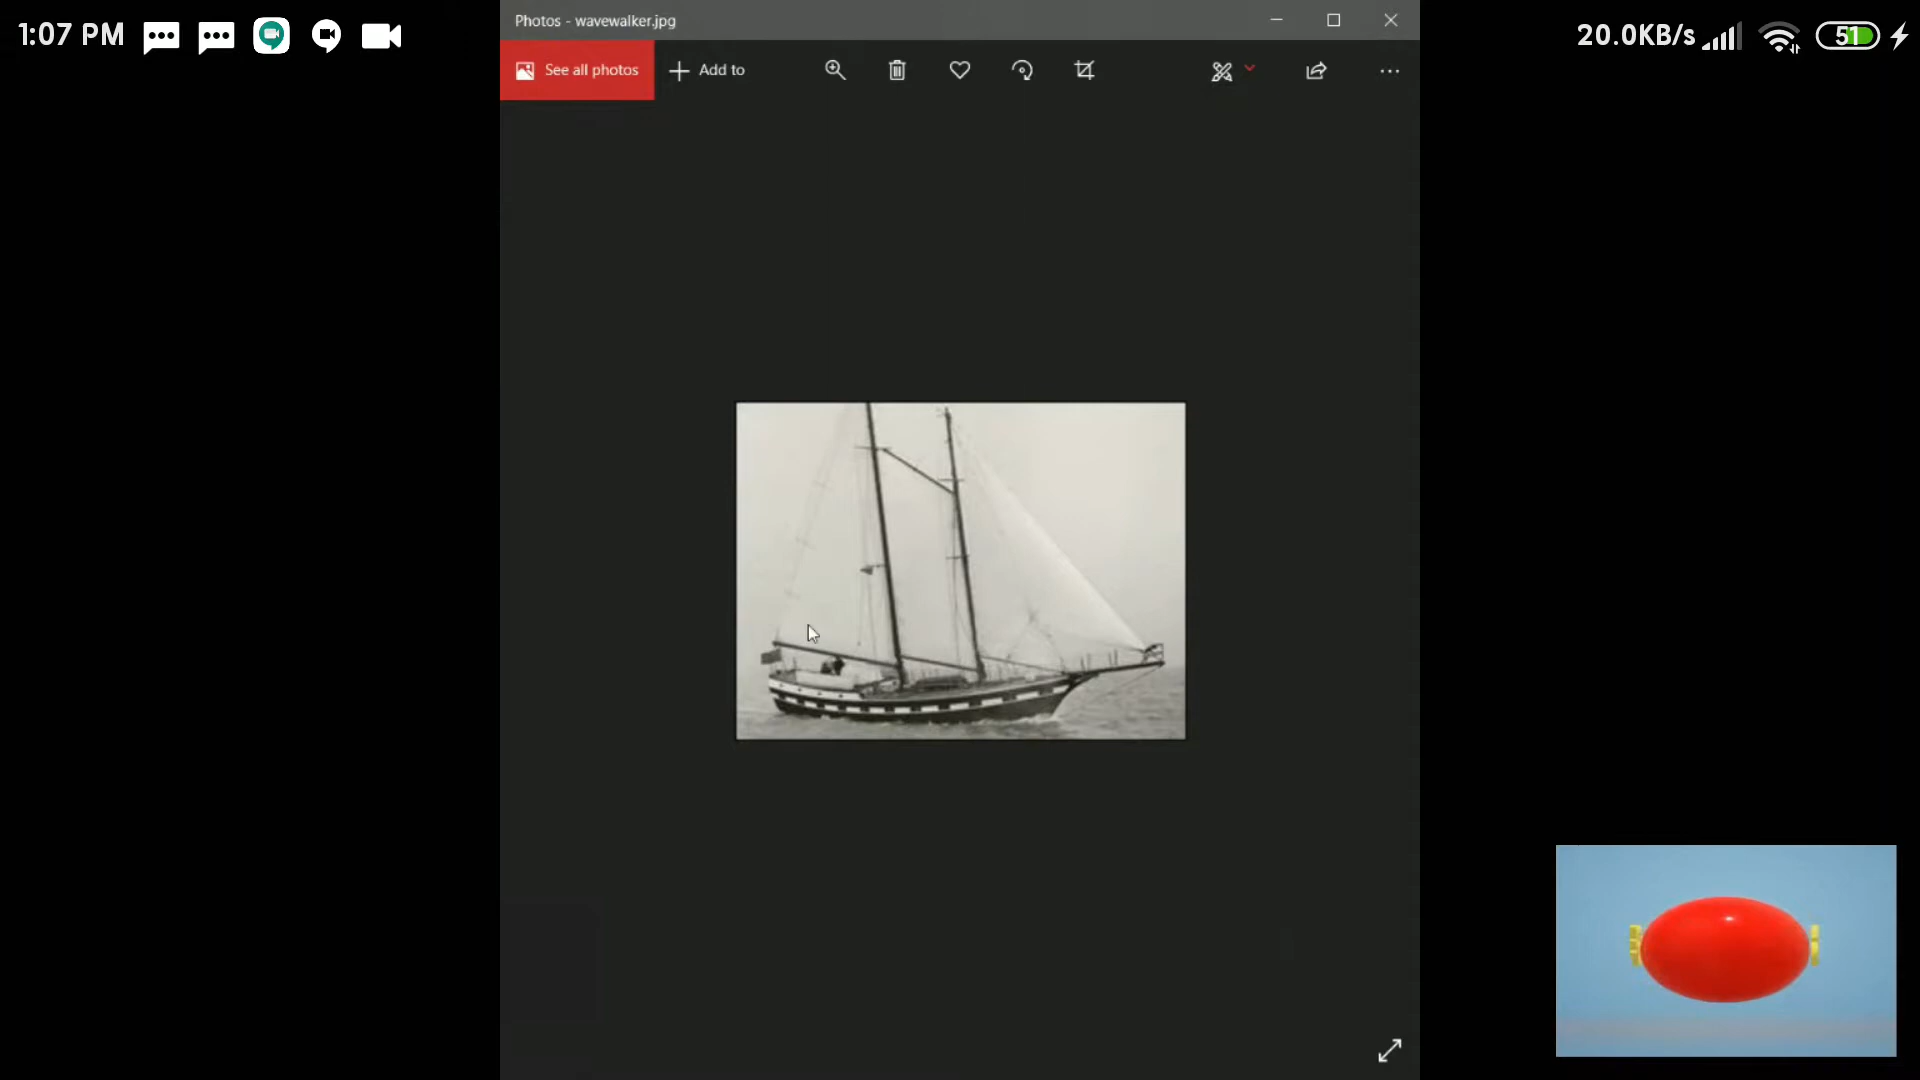 1:07 PM
20.0KB/s
51
Photos - wavewalker.jpg
See all photos
Add to